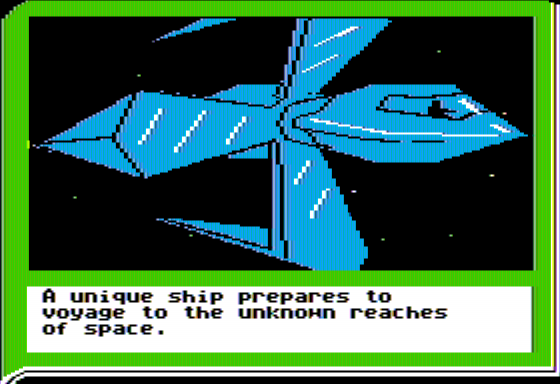 A unique ship prepares to
voyage to the unknown reaches
of space.